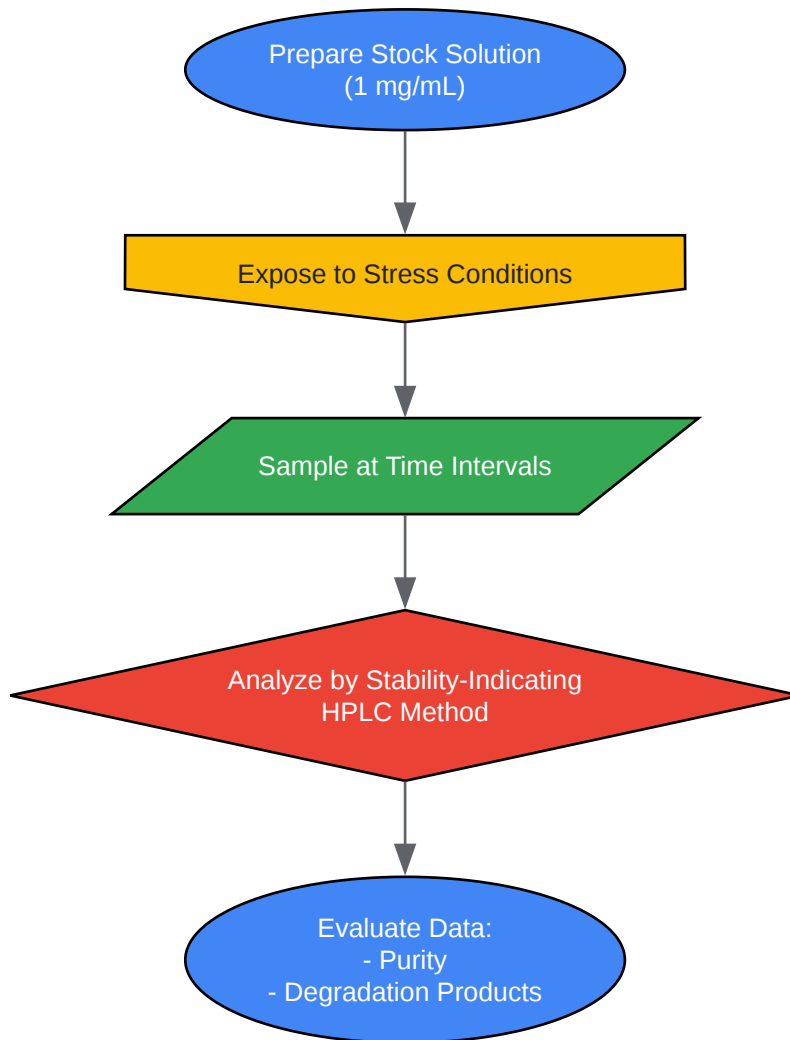 Prepare Stock Solution
(1 mg/mL)
Expose to Stress Conditions
Sample at Time Intervals
Analyze by Stability-Indicating
HPLC Method
Evaluate Data:
- Purity
- Degradation Products